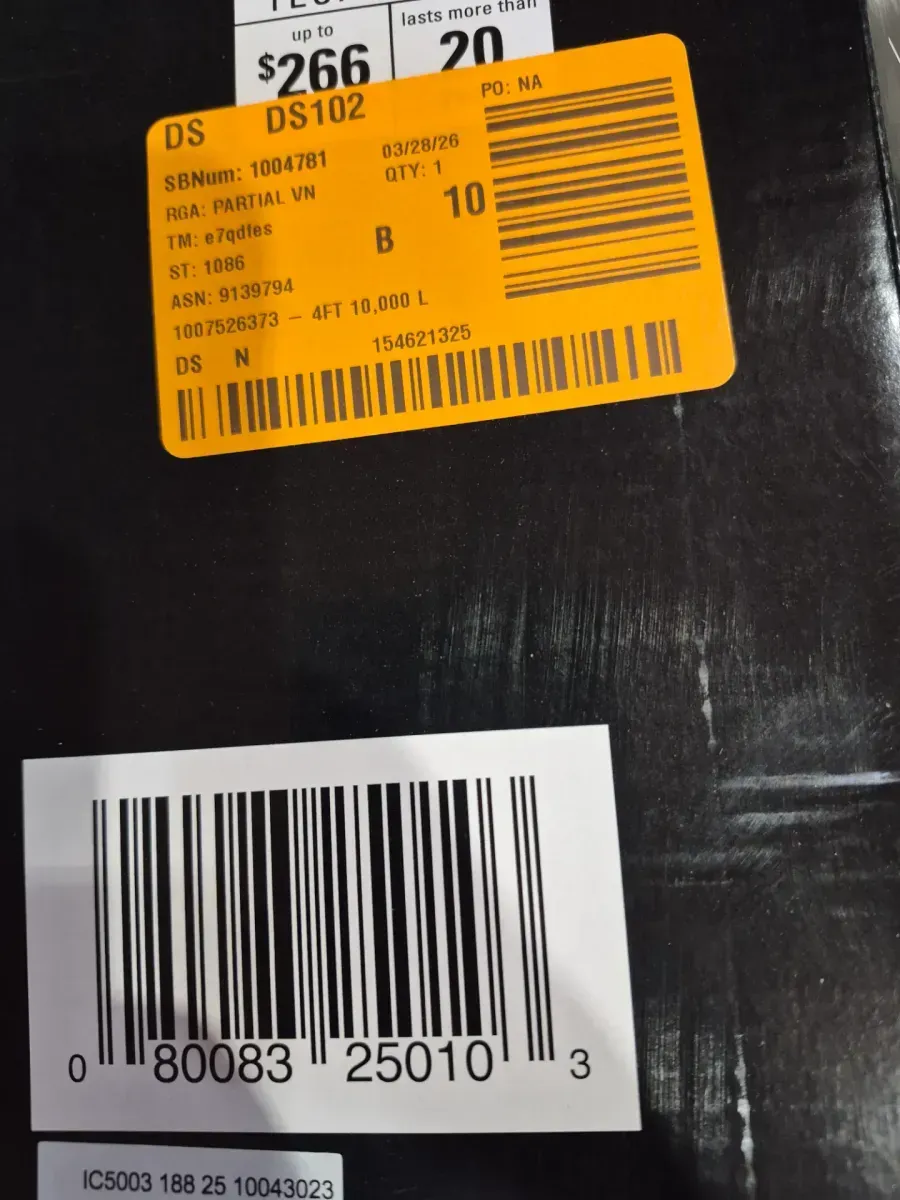 up to
$266
lasts more than
20
DS DS102
PO: NA
SBNum: 1004781
03/28/26
RGA: PARTIAL VN
QTY: 1
TM: e7qdles
B 10
ST: 1086
ASN: 9139794
1007526373 – 4FT 10,000 L
DS N 154621325
0 80083 25010 3
IC5003 188 25 10043023